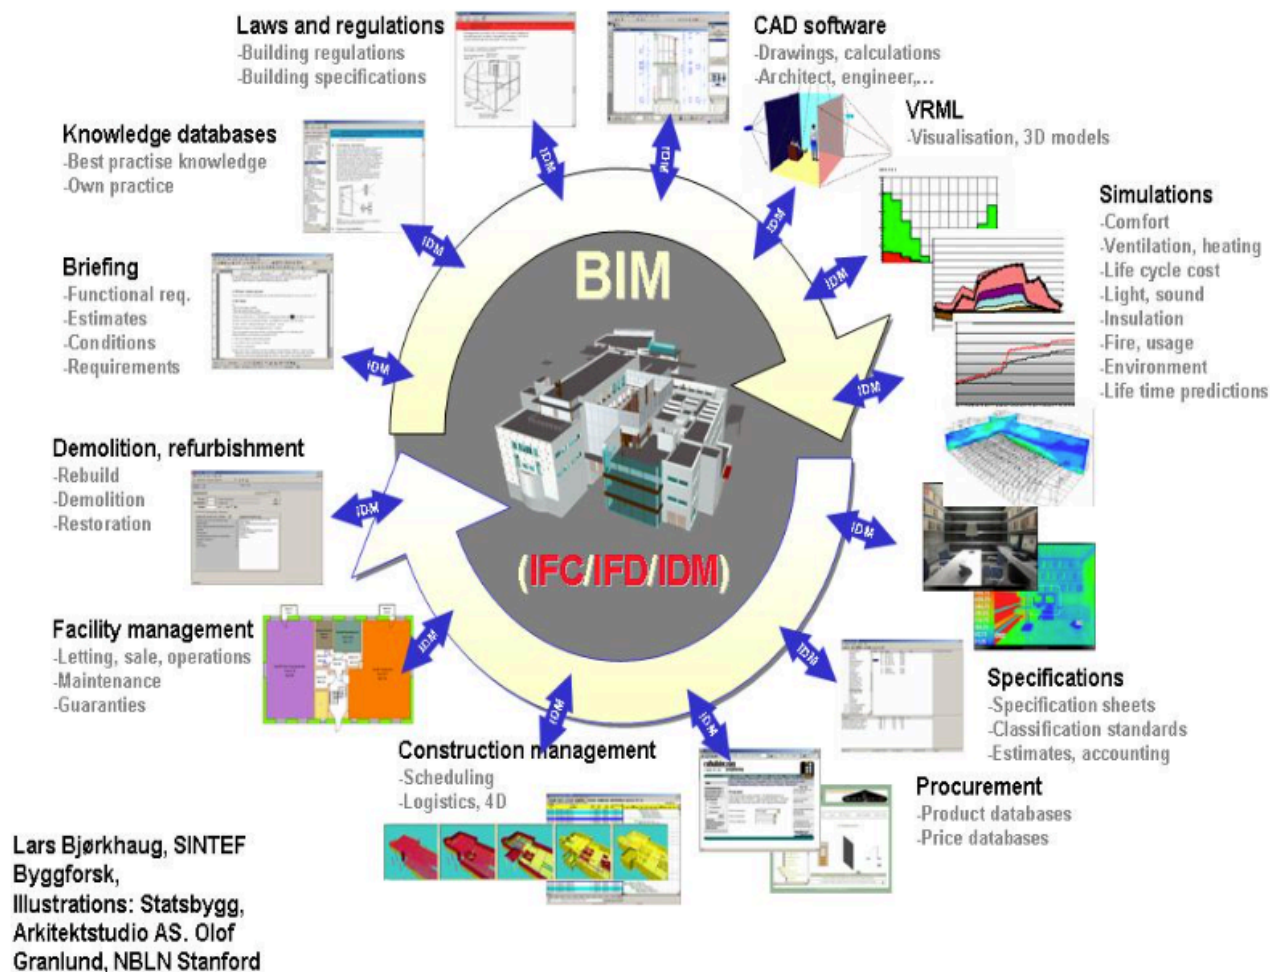 Laws and regulations
-Building regulations
-Building specifications
CAD software
-Drawings, calculations
-Architect, engineer,...
VRML
-Visualisation, 3D models
Knowledge databases
-Best practise knowledge
-Own practice
Simulations
-Comfort
-Ventilation, heating
-Life cycle cost
-Light, sound
-Insulation
-Fire, usage
-Environment
-Life time predictions
Briefing
-Functional req.
-Estimates
-Conditions
-Requirements
BIM
(IFC/IFD/IDM)
IDM
IDM
IDM
IDM
IDM
IDM
IDM
IDM
IDM
IDM
IDM
IDM
IDM
Demolition, refurbishment
-Rebuild
-Demolition
-Restoration
Facility management
-Letting, sale, operations
-Maintenance
-Guaranties
Specifications
-Specification sheets
-Classification standards
-Estimates, accounting
Construction management
-Scheduling
-Logistics, 4D
Procurement
-Product databases
-Price databases
Lars Bjørkhaug, SINTEF
Byggforsk,
Illustrations: Statsbygg,
Arkitektstudio AS. Olof
Granlund, NBLN Stanford